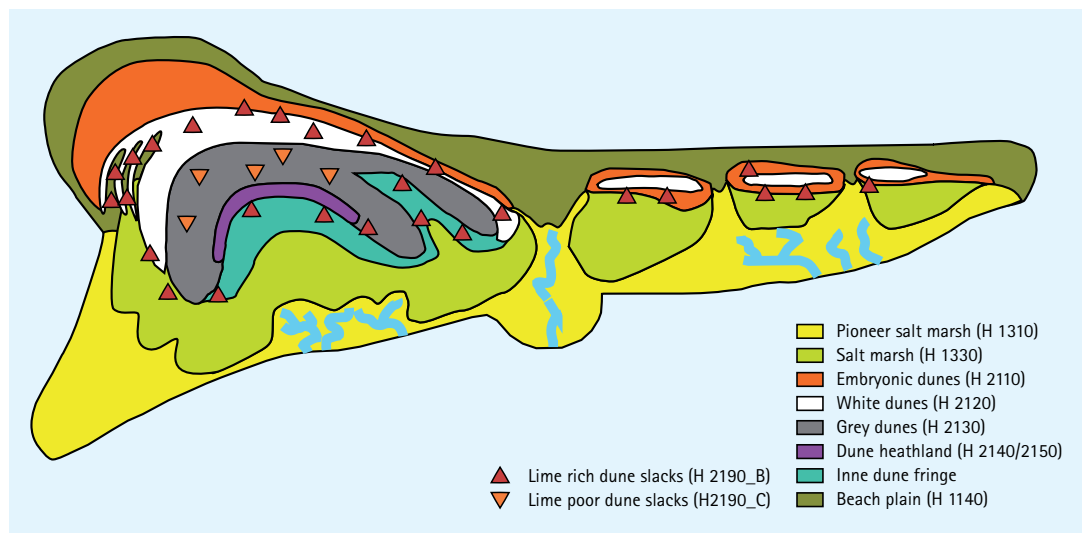 Pioneer salt marsh (H 1310)
Salt marsh (H 1330)
Embryonic dunes (H 2110)
White dunes (H 2120)
Grey dunes (H 2130)
Dune heathland (H 2140/2150)
Inne dune fringe
Beach plain (H 1140)
Lime rich dune slacks (H 2190_B)
Lime poor dune slacks (H2190_C)